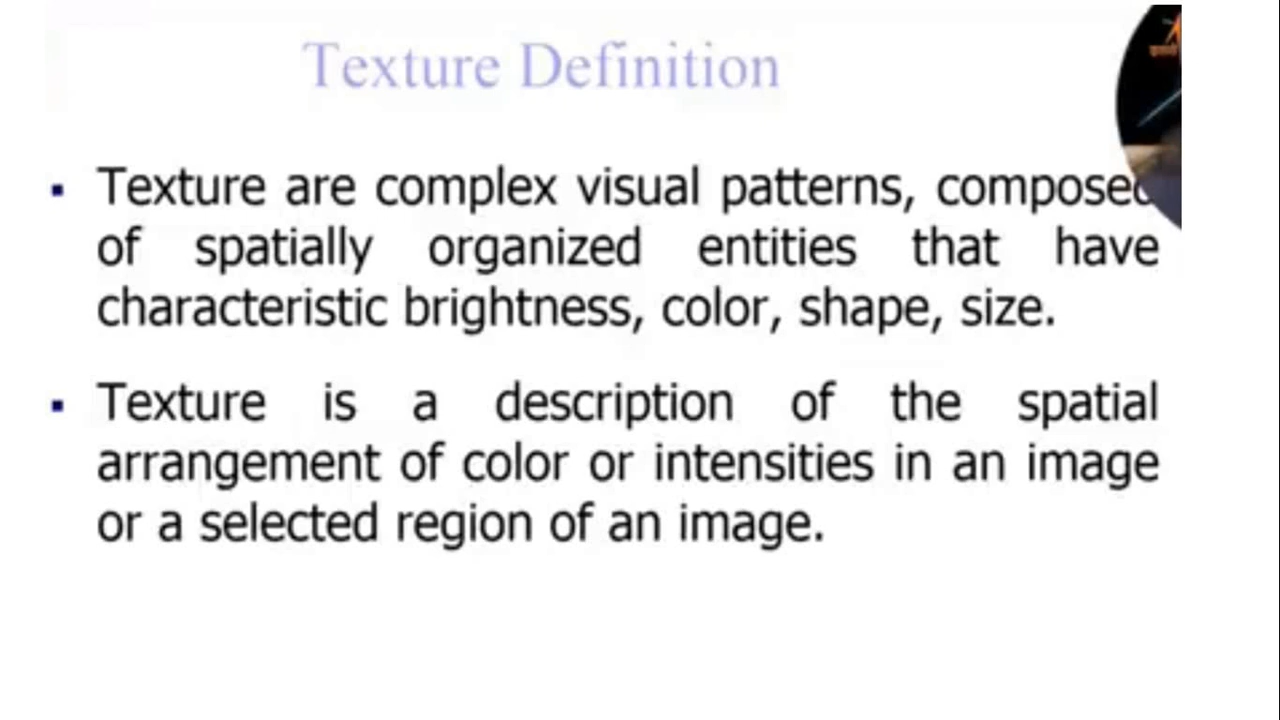 Texture Definition
▪ Texture are complex visual patterns, composed
of spatially organized entities that have
characteristic brightness, color, shape, size.
▪ Texture is a description of the spatial
arrangement of color or intensities in an image
or a selected region of an image.